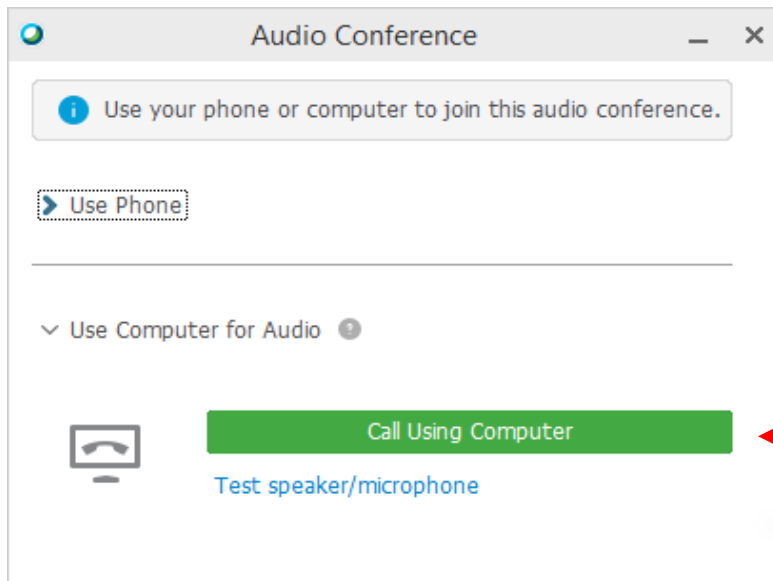 Audio Conference
Use your phone or computer to join this audio conference.
Use Phone
Use Computer for Audio ?
Call Using Computer
Test speaker/microphone